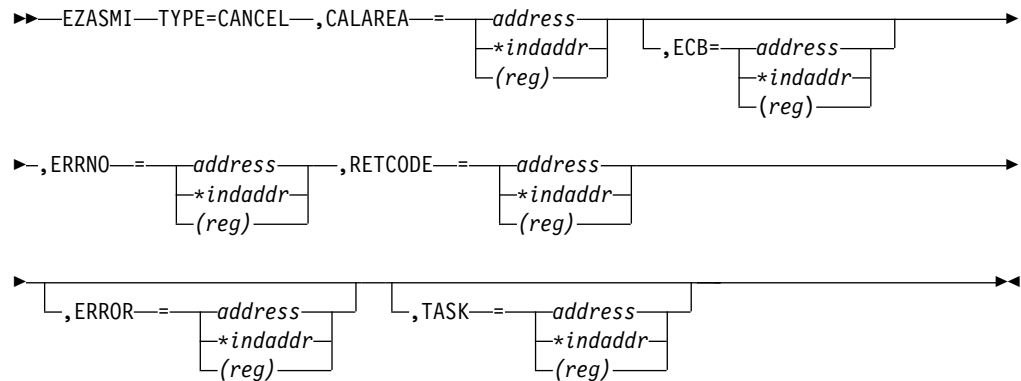 EZASMI TYPE=CANCEL ,CALAREA = address
*indaddr
(reg)
,ECB= address
*indaddr
(reg)
,ERRNO = address
*indaddr
(reg)
,RETCODE = address
*indaddr
(reg)
,ERROR = address
*indaddr
(reg)
,TASK = address
*indaddr
(reg)